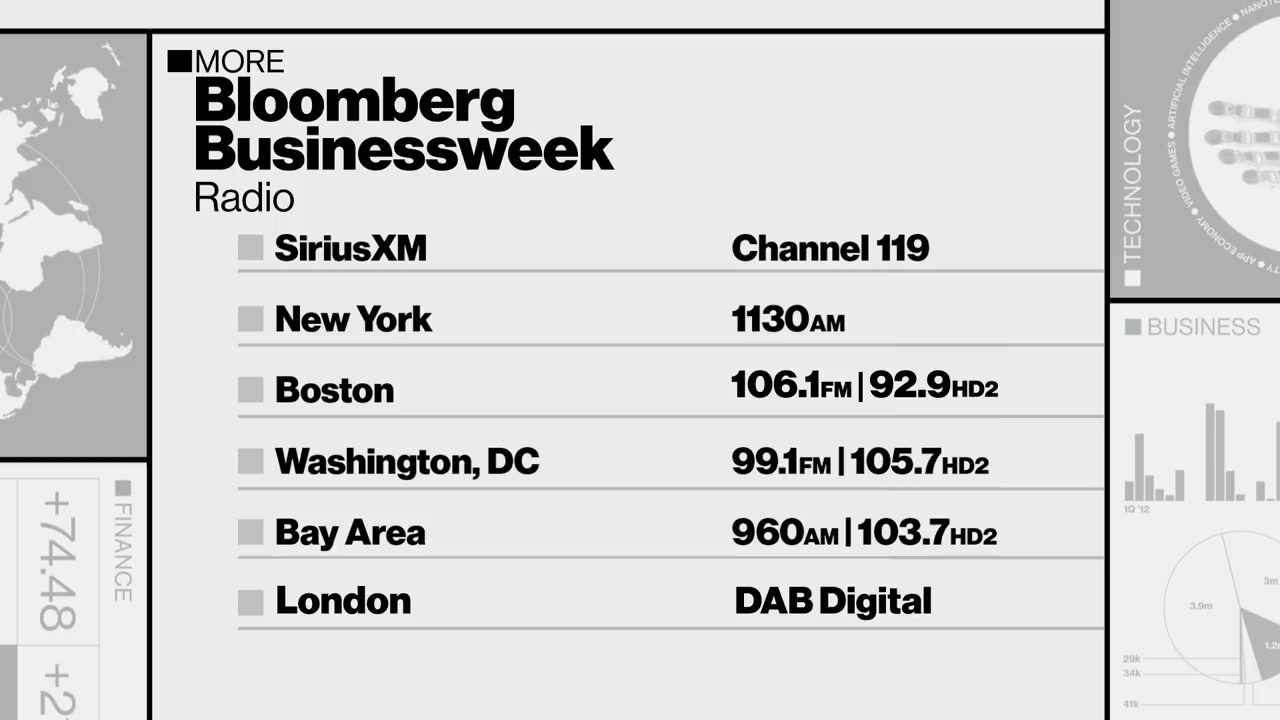 MORE
Bloomberg
Businessweek
Radio
SiriusXM Channel 119
New York 1130AM
Boston 106.1FM | 92.9HD2
Washington, DC 99.1FM | 105.7HD2
Bay Area 960AM | 103.7HD2
London DAB Digital
FINANCE
+74.48
TECHNOLOGY
APP ECONOMY ● VIDEO GAMES ● ARTIFICIAL INTELLIGENCE ●
BUSINESS
1Q '12
3.9m
3m
29k
34k
41k